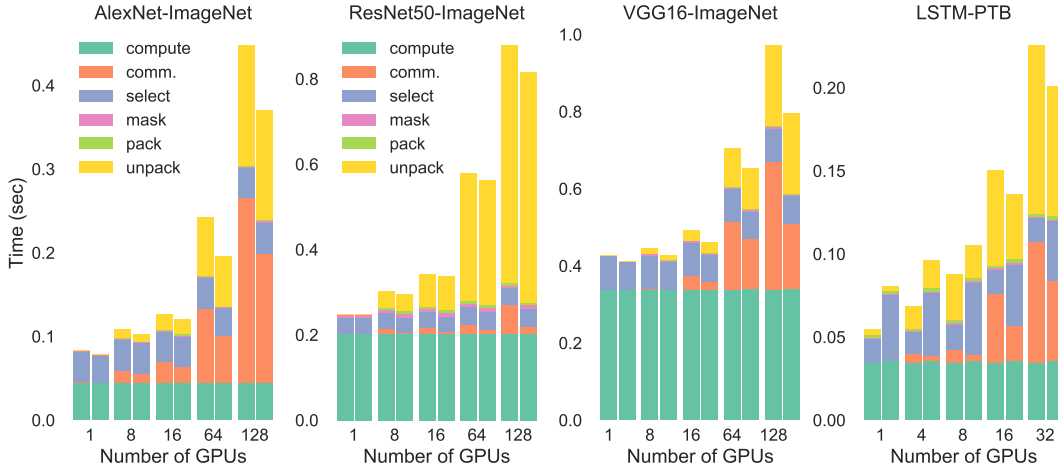 AlexNet-ImageNet
ResNet50-ImageNet
VGG16-ImageNet
LSTM-PTB
Time (sec)
0.4
0.3
0.2
0.1
0.0
compute
comm.
select
mask
pack
unpack
1 8 16 64 128
Number of GPUs
0.8
0.6
0.4
0.2
0.0
compute
comm.
select
mask
pack
unpack
1 8 16 64 128
Number of GPUs
1.0
0.8
0.6
0.4
0.2
0.0
1 8 16 64 128
Number of GPUs
0.20
0.15
0.10
0.05
0.00
1 4 8 16 32
Number of GPUs